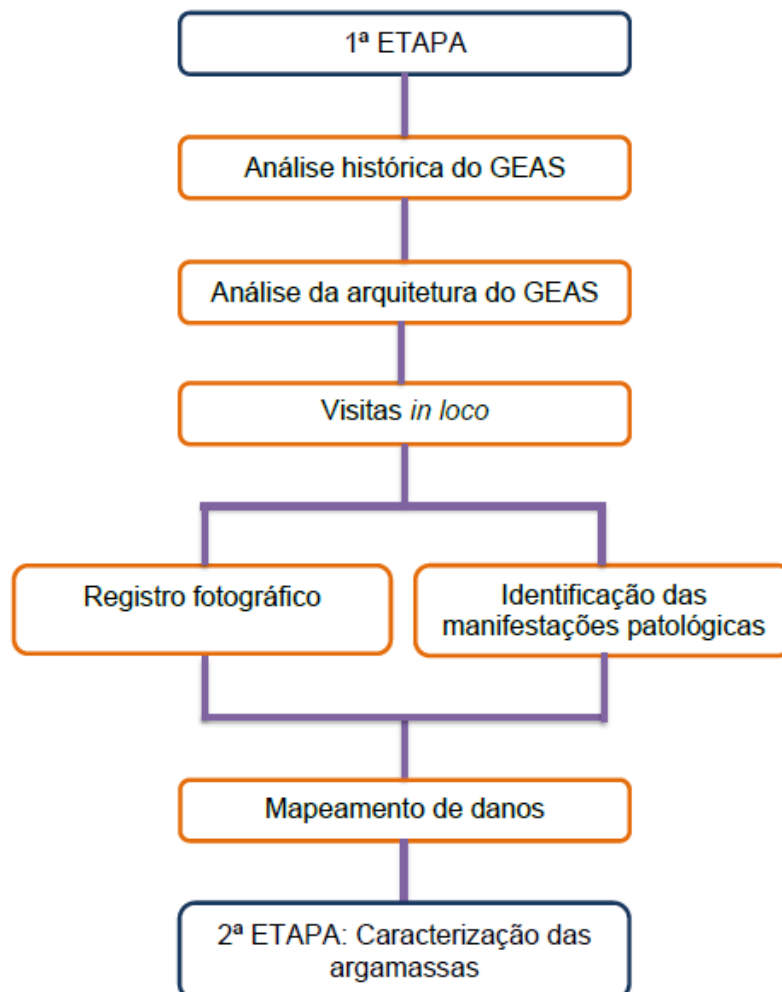 1ª ETAPA
Análise histórica do GEAS
Análise da arquitetura do GEAS
Visitas in loco
Registro fotográfico
Identificação das
manifestações patológicas
Mapeamento de danos
2ª ETAPA: Caracterização das
argamassas